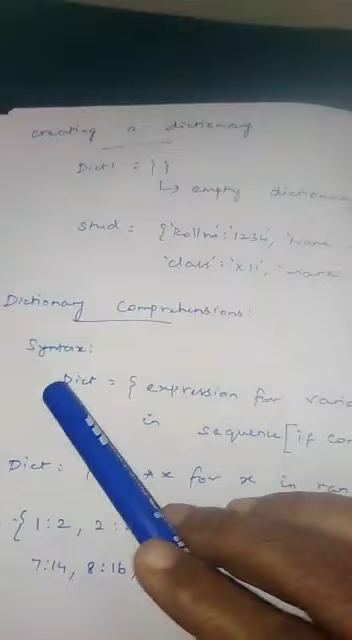 creating a dictionary
Dict1 = { }
↳ empty dictionary
stud = {'Rollno':'1234', 'Name
'class':'XII', 'mark
Dictionary Comprehensions:
Syntax:
Dict = { expression for varia
in sequence [if con
Dict: x for x in ran
{ 1:2, 2:
7:14, 8:16,